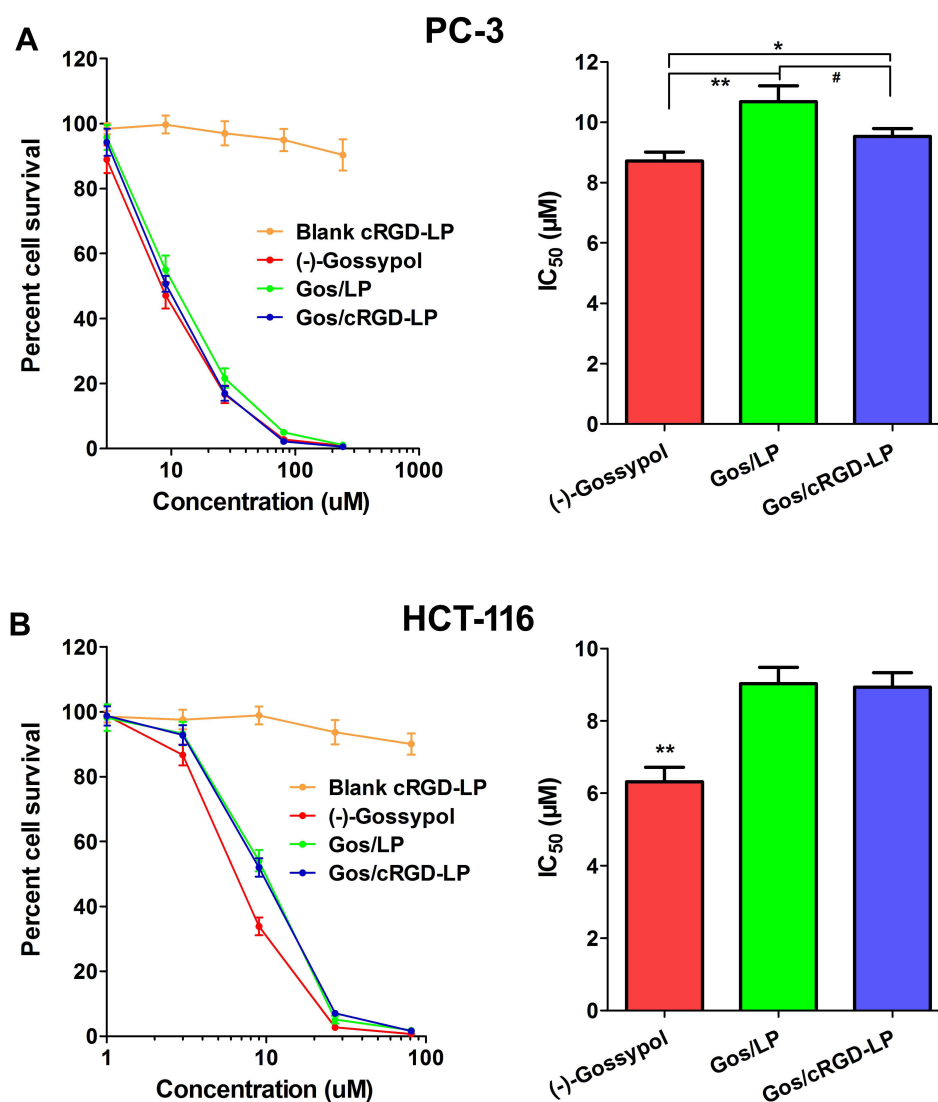 A
PC-3
120
100
80
60
40
20
0
Percent cell survival
10
100
1000
Concentration (uM)
Blank cRGD-LP
(-)-Gossypol
Gos/LP
Gos/cRGD-LP
12
10
8
6
4
2
0
IC50 (µM)
*
**
#
(-)-Gossypol
Gos/LP
Gos/cRGD-LP
B
HCT-116
120
100
80
60
40
20
0
Percent cell survival
1
10
100
Concentration (uM)
Blank cRGD-LP
(-)-Gossypol
Gos/LP
Gos/cRGD-LP
10
8
6
4
2
0
IC50 (µM)
**
(-)-Gossypol
Gos/LP
Gos/cRGD-LP